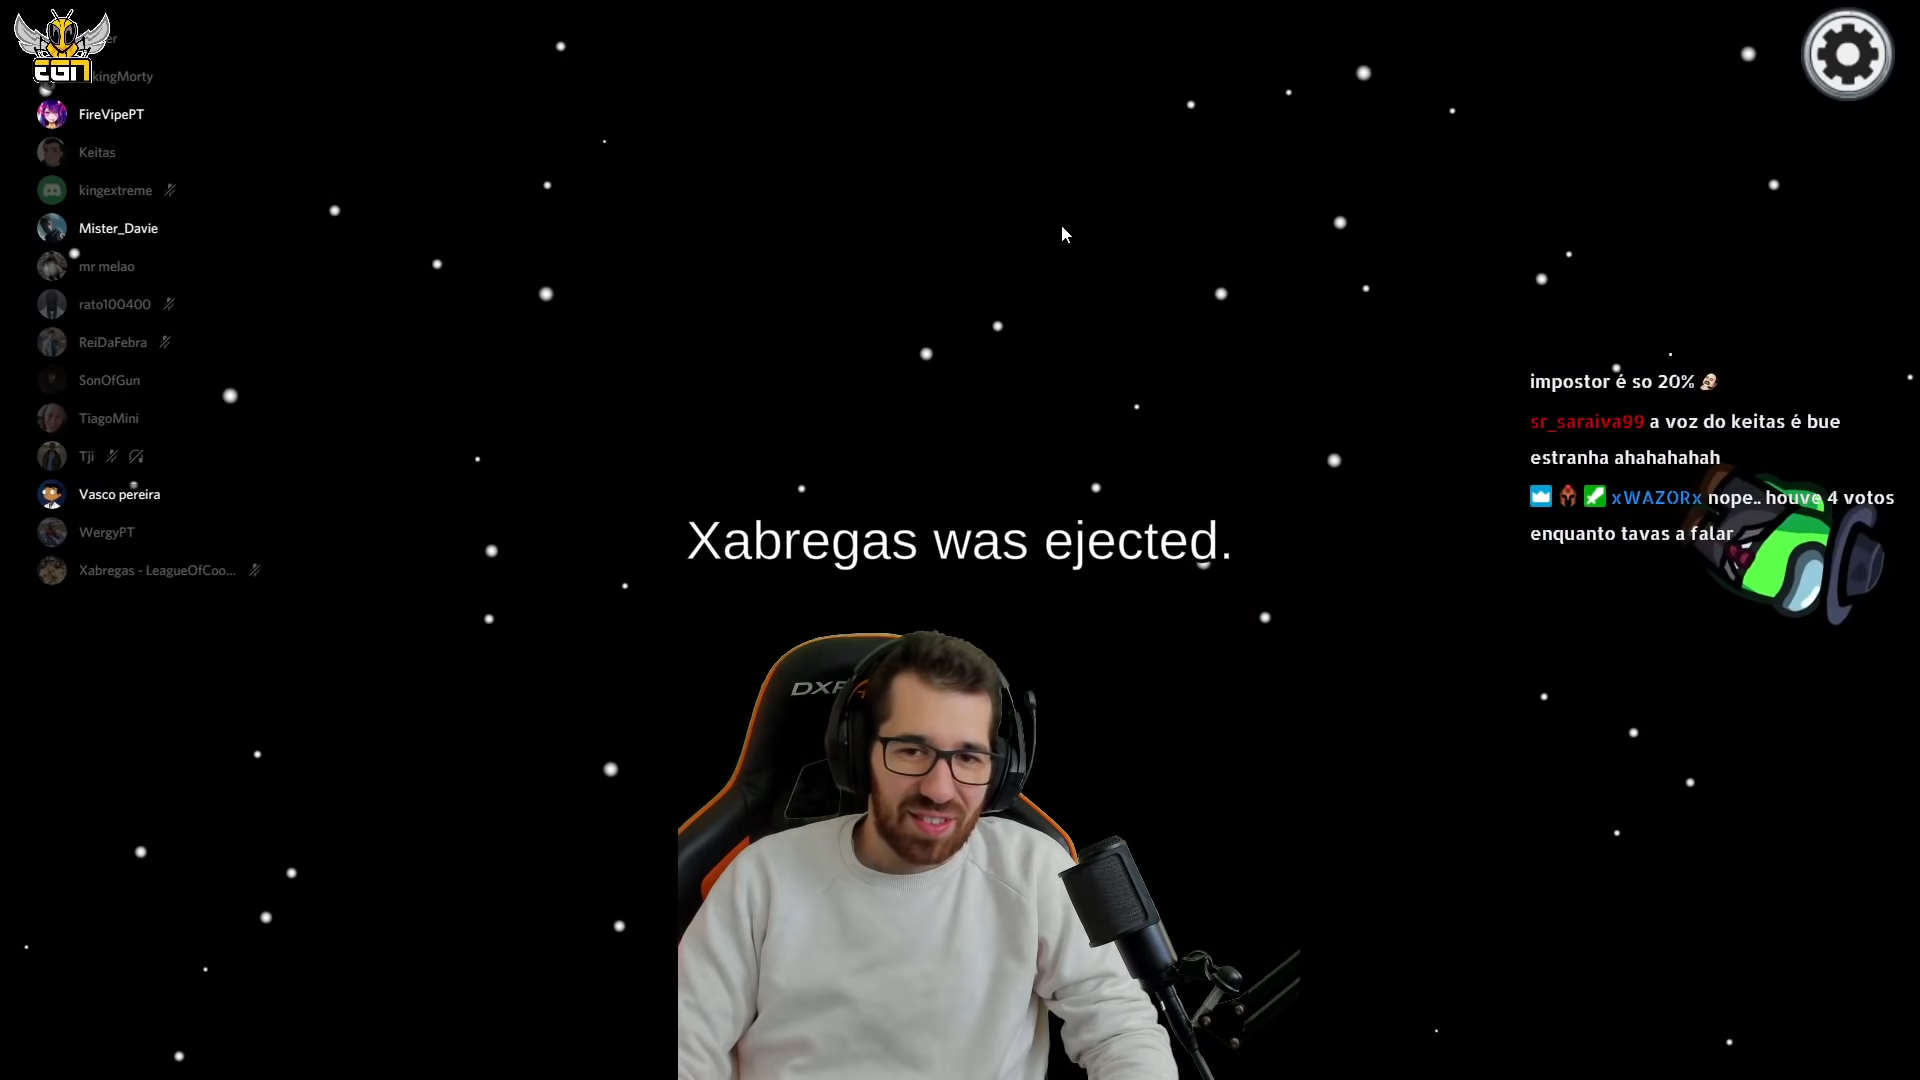 EGN
kingMorty
FireVipePT
Keitas
kingextreme
Mister_Davie
mr melao
rato100400
ReiDaFebra
SonOfGun
TiagoMini
Tji
Vasco pereira
WergyPT
Xabregas - LeagueOfCoo...
Xabregas was ejected.
impostor é so 20%
sr_saraiva99 a voz do keitas é bue
estranha ahahahahah
xWAZORx nope.. houve 4 votos
enquanto tavas a falar